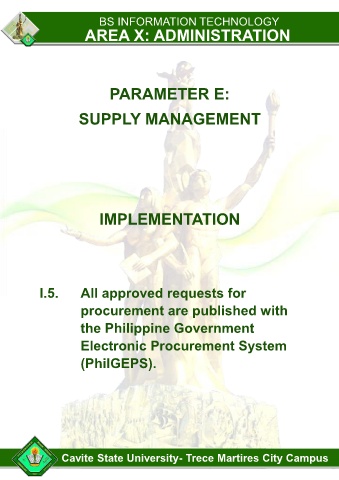 BS INFORMATION TECHNOLOGY
AREA X: ADMINISTRATION
PARAMETER E:
SUPPLY MANAGEMENT
IMPLEMENTATION
I.5. All approved requests for
procurement are published with
the Philippine Government
Electronic Procurement System
(PhilGEPS).
Cavite State University- Trece Martires City Campus